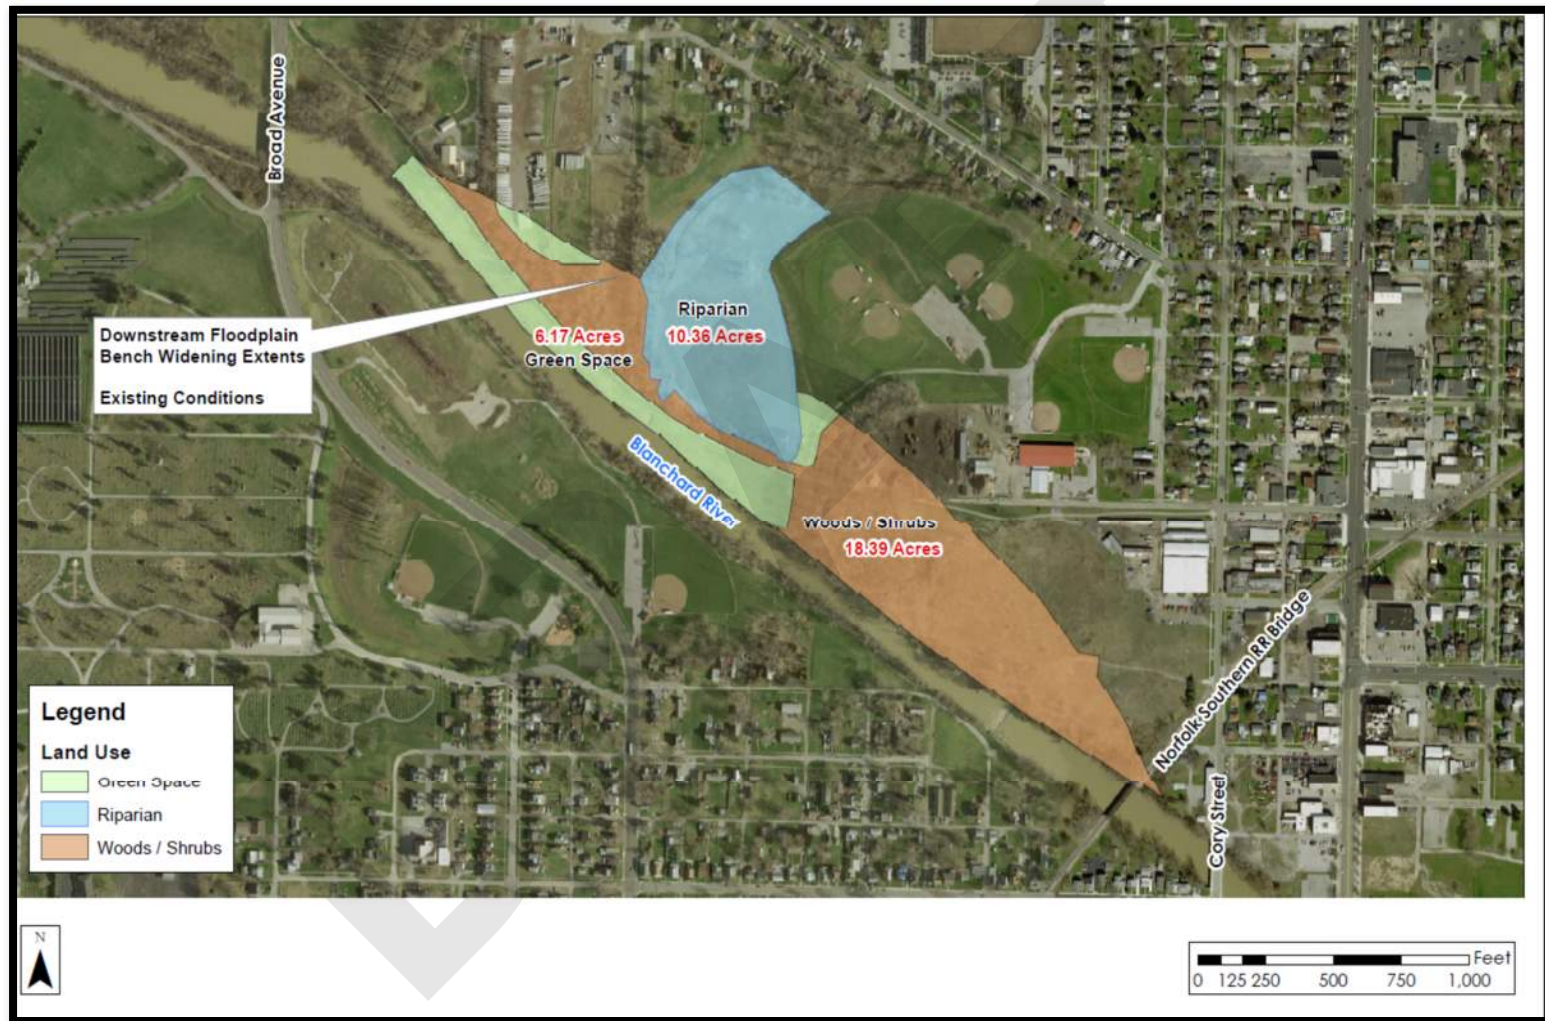 Broad Avenue
Riparian
10.36 Acres
6.17 Acres
Green Space
Downstream Floodplain
Bench Widening Extents
Existing Conditions
Blanchard River
Woods / Shrubs
18.39 Acres
Norfolk Southern RR Bridge
Cory Street
Legend
Land Use
Green Space
Riparian
Woods / Shrubs
N
Feet
0 125 250 500 750 1,000